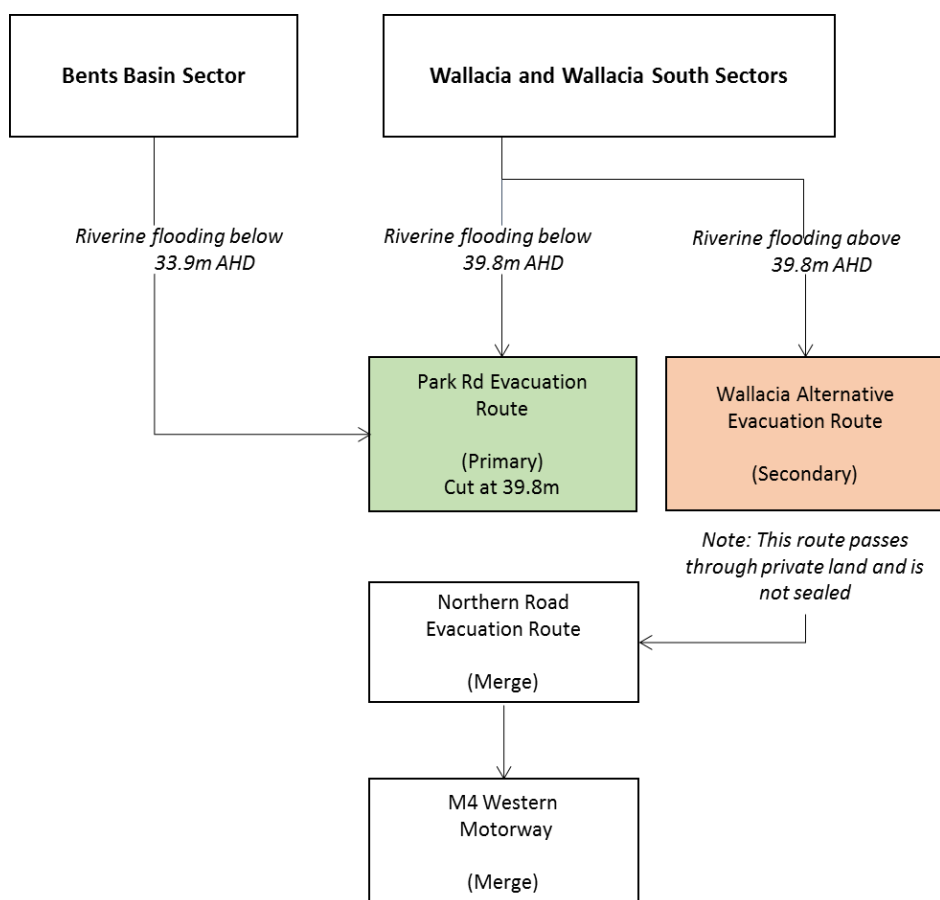 Bents Basin Sector
Wallacia and Wallacia South Sectors
Riverine flooding below
33.9m AHD
Riverine flooding below
39.8m AHD
Riverine flooding above
39.8m AHD
Park Rd Evacuation
Route
(Primary)
Cut at 39.8m
Wallacia Alternative
Evacuation Route
(Secondary)
Note: This route passes
through private land and is
not sealed
Northern Road
Evacuation Route
(Merge)
M4 Western
Motorway
(Merge)